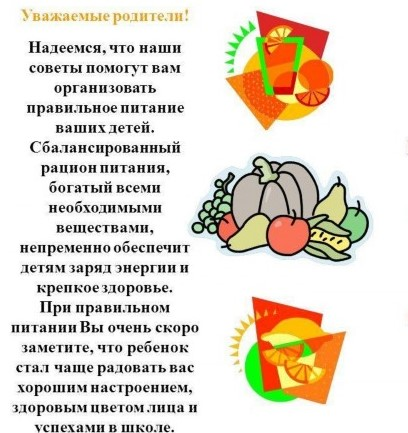 Уважаемые родители!
Надеемся, что наши
советы помогут вам
организовать
правильное питание
ваших детей.
Сбалансированный
рацион питания,
богатый всеми
необходимыми
веществами,
непременно обеспечит
детям заряд энергии и
крепкое здоровье.
При правильном
питании Вы очень скоро
заметите, что ребенок
стал чаще радовать вас
хорошим настроением,
здоровым цветом лица и
успехами в школе.